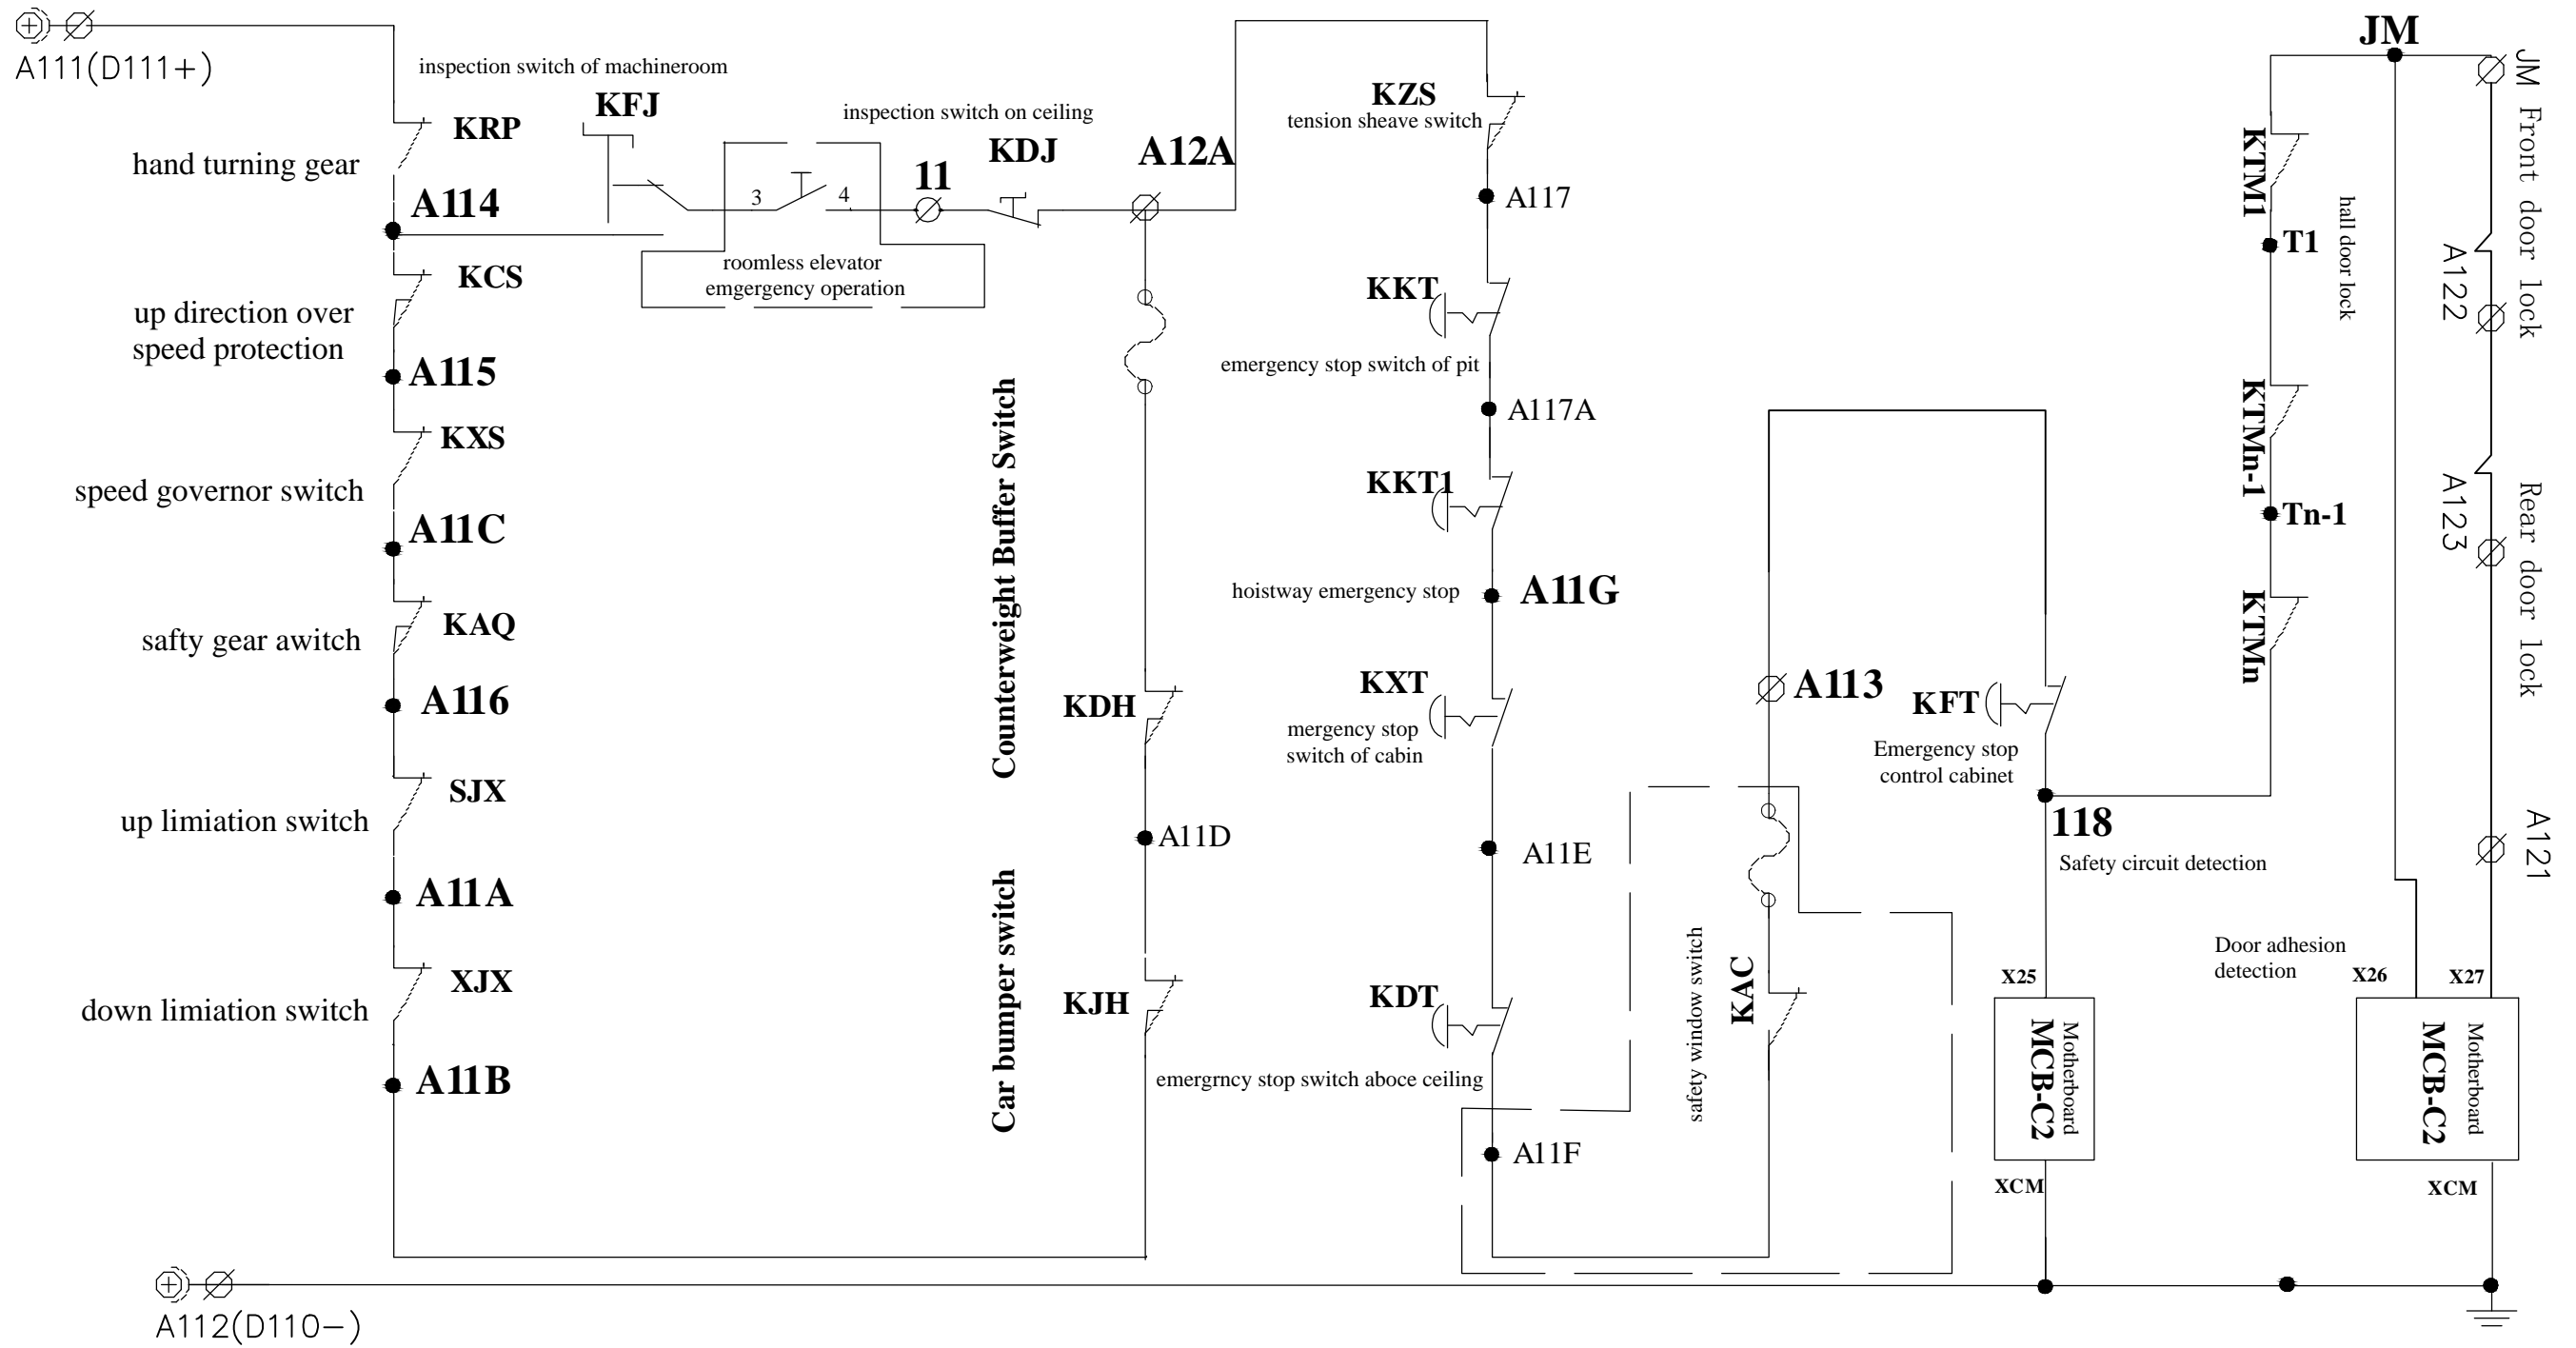 A111(D111+)
inspection switch of machineroom
KRP
hand turning gear
A114
KCS
up direction over
speed protection
A115
KXS
speed governor switch
A11C
KAQ
safty gear awitch
A116
SJX
up limiation switch
A11A
XJX
down limiation switch
A11B
A112(D110−)
KFJ
3
4
roomless elevator
emgergency operation
11
inspection switch on ceiling
KDJ
A12A
Counterweight Buffer Switch
KDH
A11D
Car bumper switch
KJH
KZS
tension sheave switch
A117
KKT
emergency stop switch of pit
A117A
KKT1
hoistway emergency stop
A11G
KXT
mergency stop
switch of cabin
A11E
KDT
emergrncy stop switch aboce ceiling
A11F
safety window switch
KAC
A113
KFT
Emergency stop
control cabinet
118
Safety circuit detection
X25
Motherboard
MCB-C2
XCM
JM
KTM1
T1
hall door lock
KTMn-1
Tn-1
KTMn
JM Front door lock
A122
A123
Rear door lock
A121
Door adhesion
detection
X26
X27
Motherboard
MCB-C2
XCM